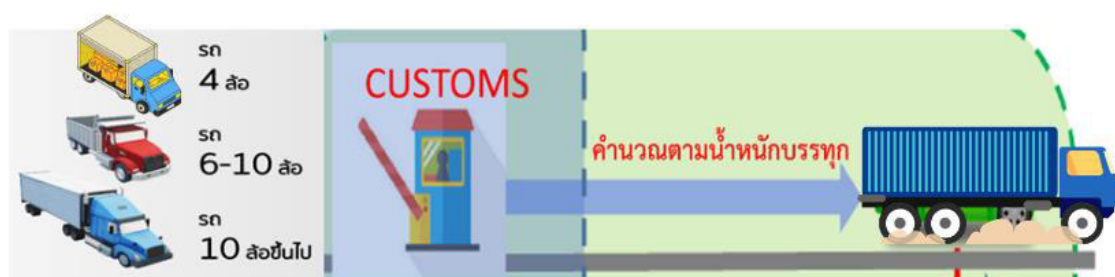 รถ
4 ล้อ
รถ
6-10 ล้อ
รถ
10 ล้อขึ้นไป
CUSTOMS
คำนวณตามน้ำหนักบรรทุก